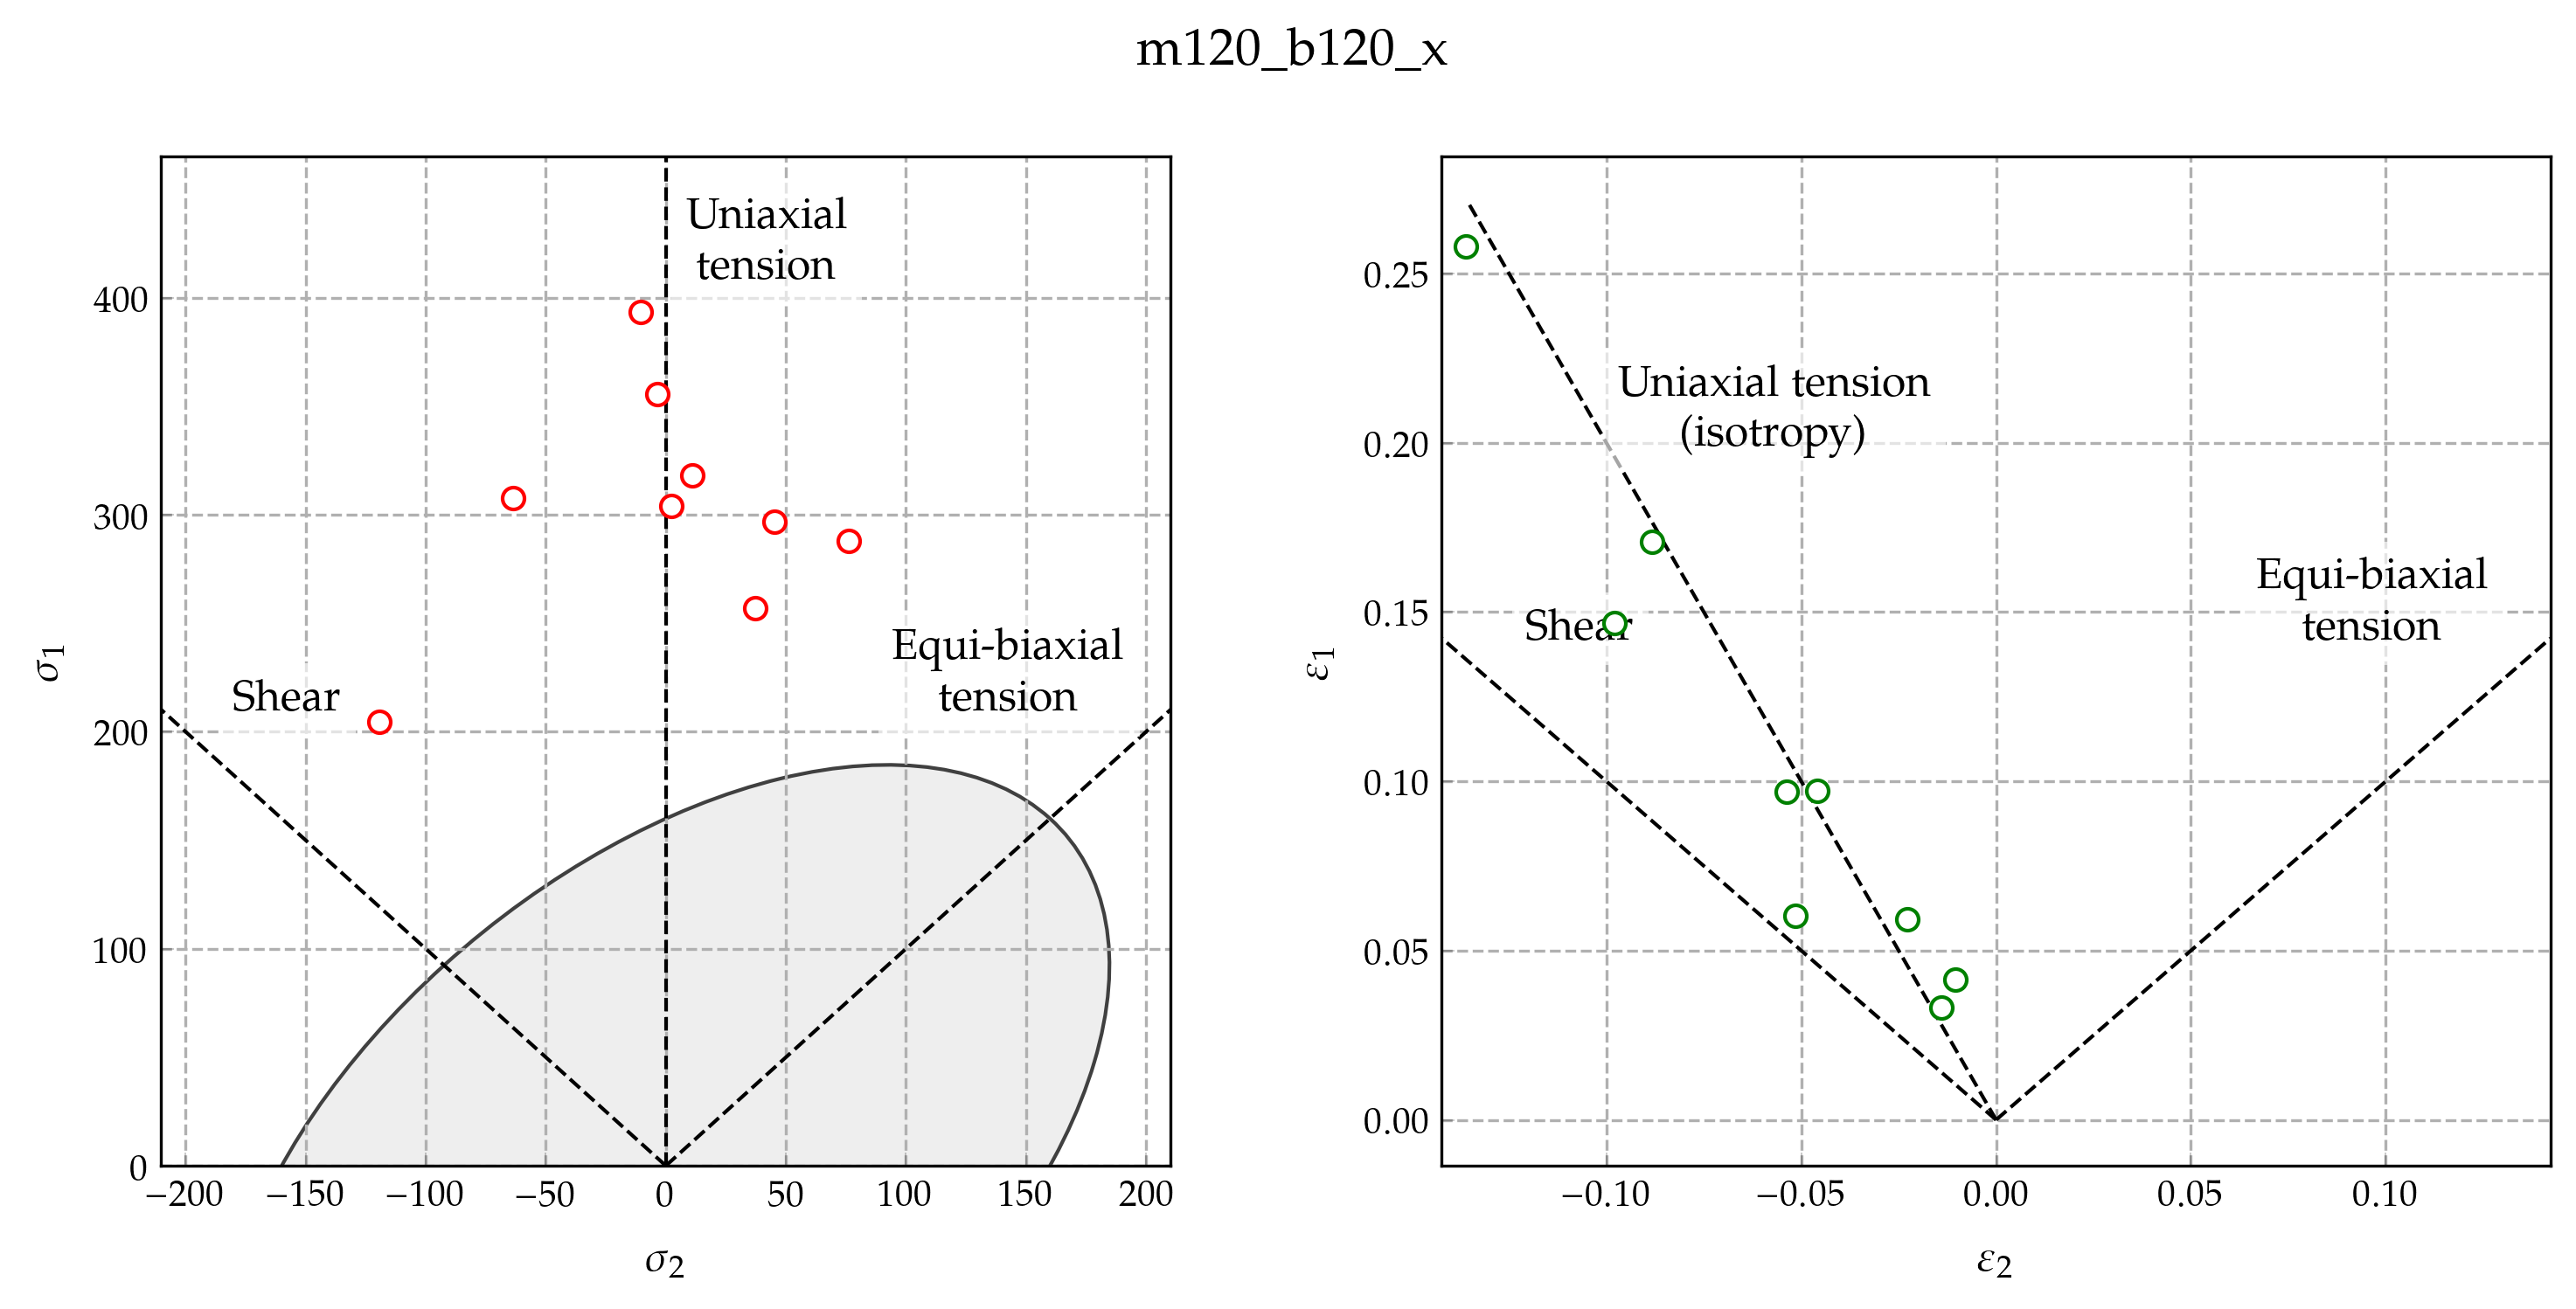 m120_b120_x
Uniaxial
tension
Equi-biaxial
tension
Shear
400
300
200
100
0
−200 −150 −100 −50 0 50 100 150 200
σ1
σ2
Uniaxial tension
(isotropy)
Equi-biaxial
tension
Shear
0.25
0.20
0.15
0.10
0.05
0.00
−0.10 −0.05 0.00 0.05 0.10
ε1
ε2